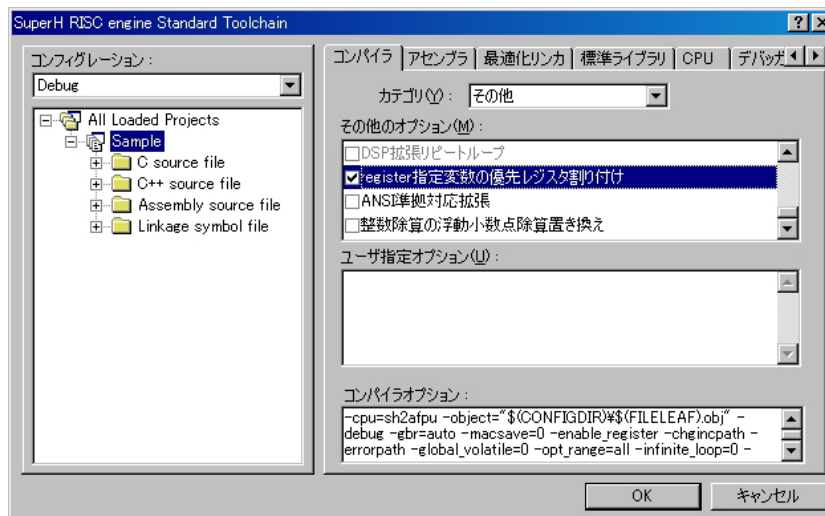 SuperH RISC engine Standard Toolchain
コンフィグレーション :
Debug
All Loaded Projects
Sample
C source file
C++ source file
Assembly source file
Linkage symbol file
コンパイラ アセンブラ 最適化リンカ 標準ライブラリ CPU デバッガ
カテゴリ(Y) : その他
その他のオプション(M) :
DSP拡張リピートループ
register指定変数の優先レジスタ割り付け
ANSI準拠対応拡張
整数除算の浮動小数点除算置き換え
ユーザ指定オプション(U) :
コンパイラオプション :
-cpu=sh2afpu -object="$(CONFIGDIR)¥$(FILELEAF).obj" -
debug -gbr=auto -macsave=0 -enable_register -chgincpath -
errorpath -global_volatile=0 -opt_range=all -infinite_loop=0 -
OK キャンセル